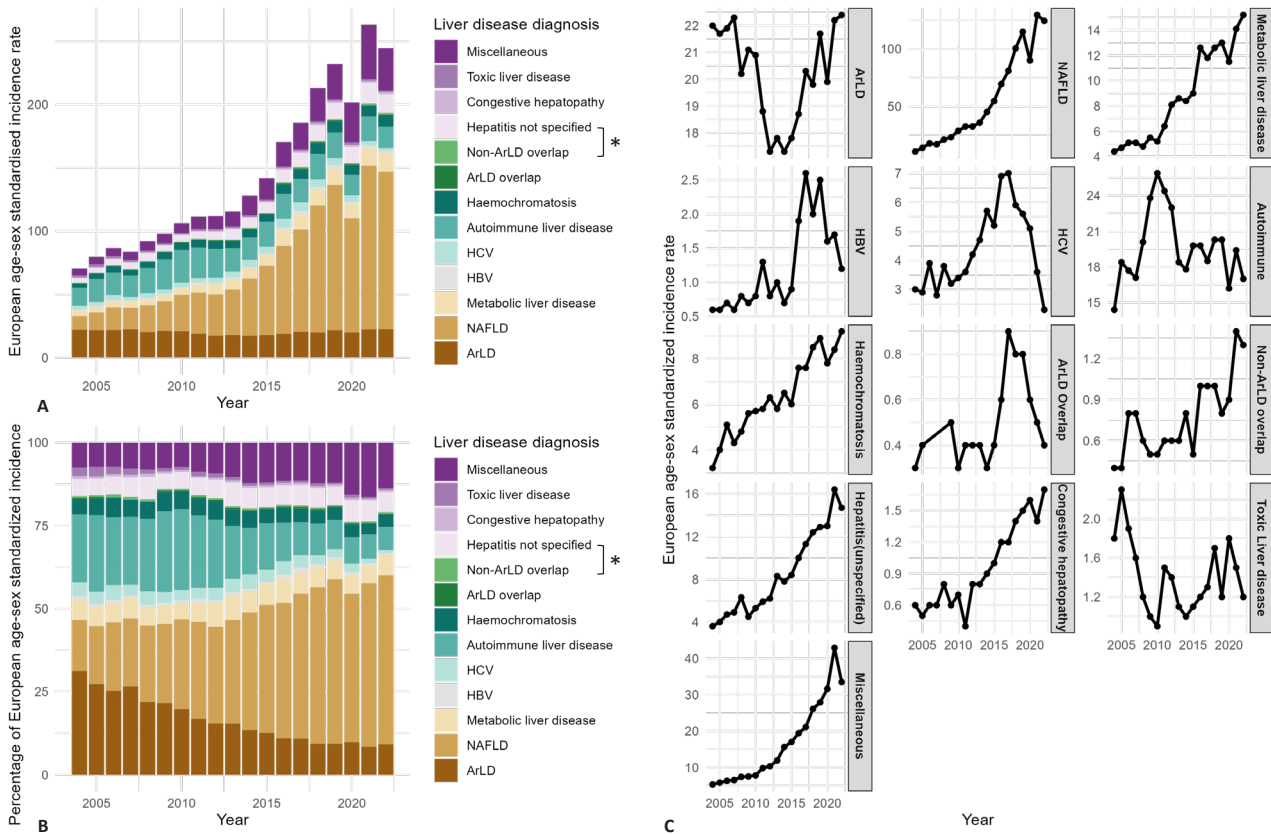 European age-sex standardised incidence rate
200
100
0
2005
2010
2015
2020
Year
A
Liver disease diagnosis
Miscellaneous
Toxic liver disease
Congestive hepatopathy
Hepatitis not specified
Non-ArLD overlap
*
ArLD overlap
Haemochromatosis
Autoimmune liver disease
HCV
HBV
Metabolic liver disease
NAFLD
ArLD
Percentage of European age-sex standardized incidence
100
75
50
25
0
2005
2010
2015
2020
Year
B
Liver disease diagnosis
Miscellaneous
Toxic liver disease
Congestive hepatopathy
Hepatitis not specified
Non-ArLD overlap
*
ArLD overlap
Haemochromatosis
Autoimmune liver disease
HCV
HBV
Metabolic liver disease
NAFLD
ArLD
European age-sex standardized incidence rate
22
21
20
19
18
ArLD
100
50
NAFLD
14
12
10
8
6
4
Metabolic liver disease
2.5
2.0
1.5
1.0
0.5
HBV
7
6
5
4
3
HCV
27
24
21
18
15
Autoimmune
8
6
4
Haemochromatosis
0.8
0.6
0.4
ArLD Overlap
1.2
0.9
0.6
Non-ArLD overlap
16
12
8
4
Hepatitis(unspecified)
1.5
1.2
0.9
0.6
Congestive hepatopathy
2005
2010
2015
2020
2.0
1.6
1.2
Toxic Liver disease
2005
2010
2015
2020
40
30
20
10
Miscellaneous
2005
2010
2015
2020
C
Year